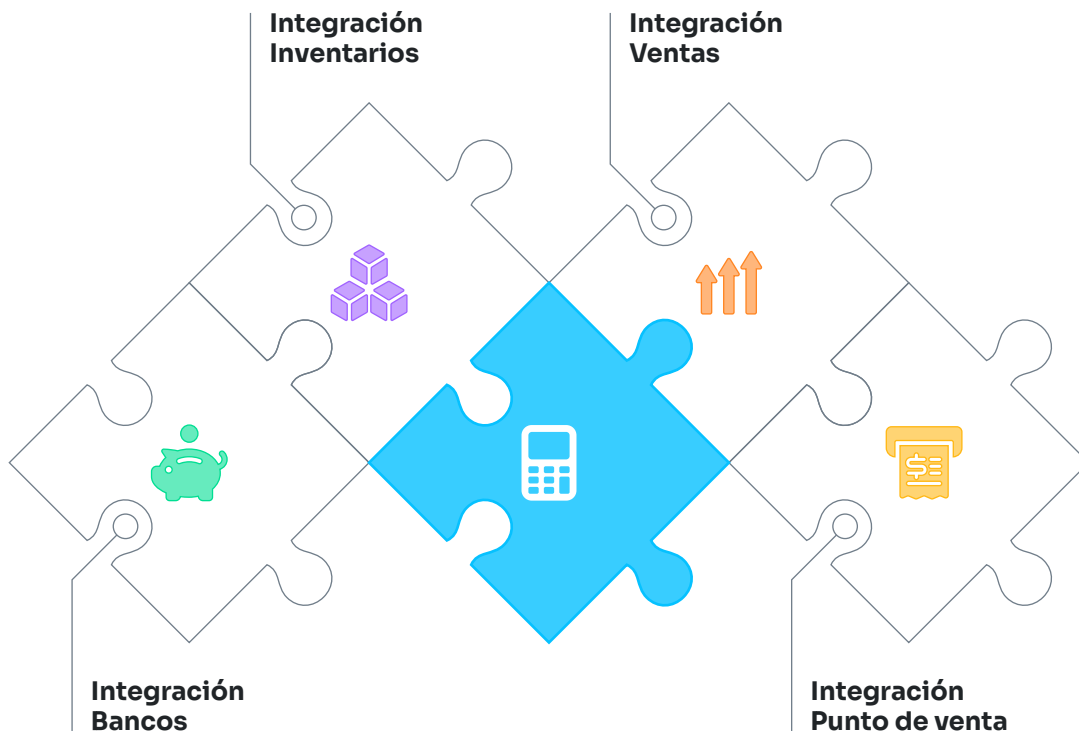 Integración
Inventarios
Integración
Ventas
$
Integración
Bancos
Integración
Punto de venta